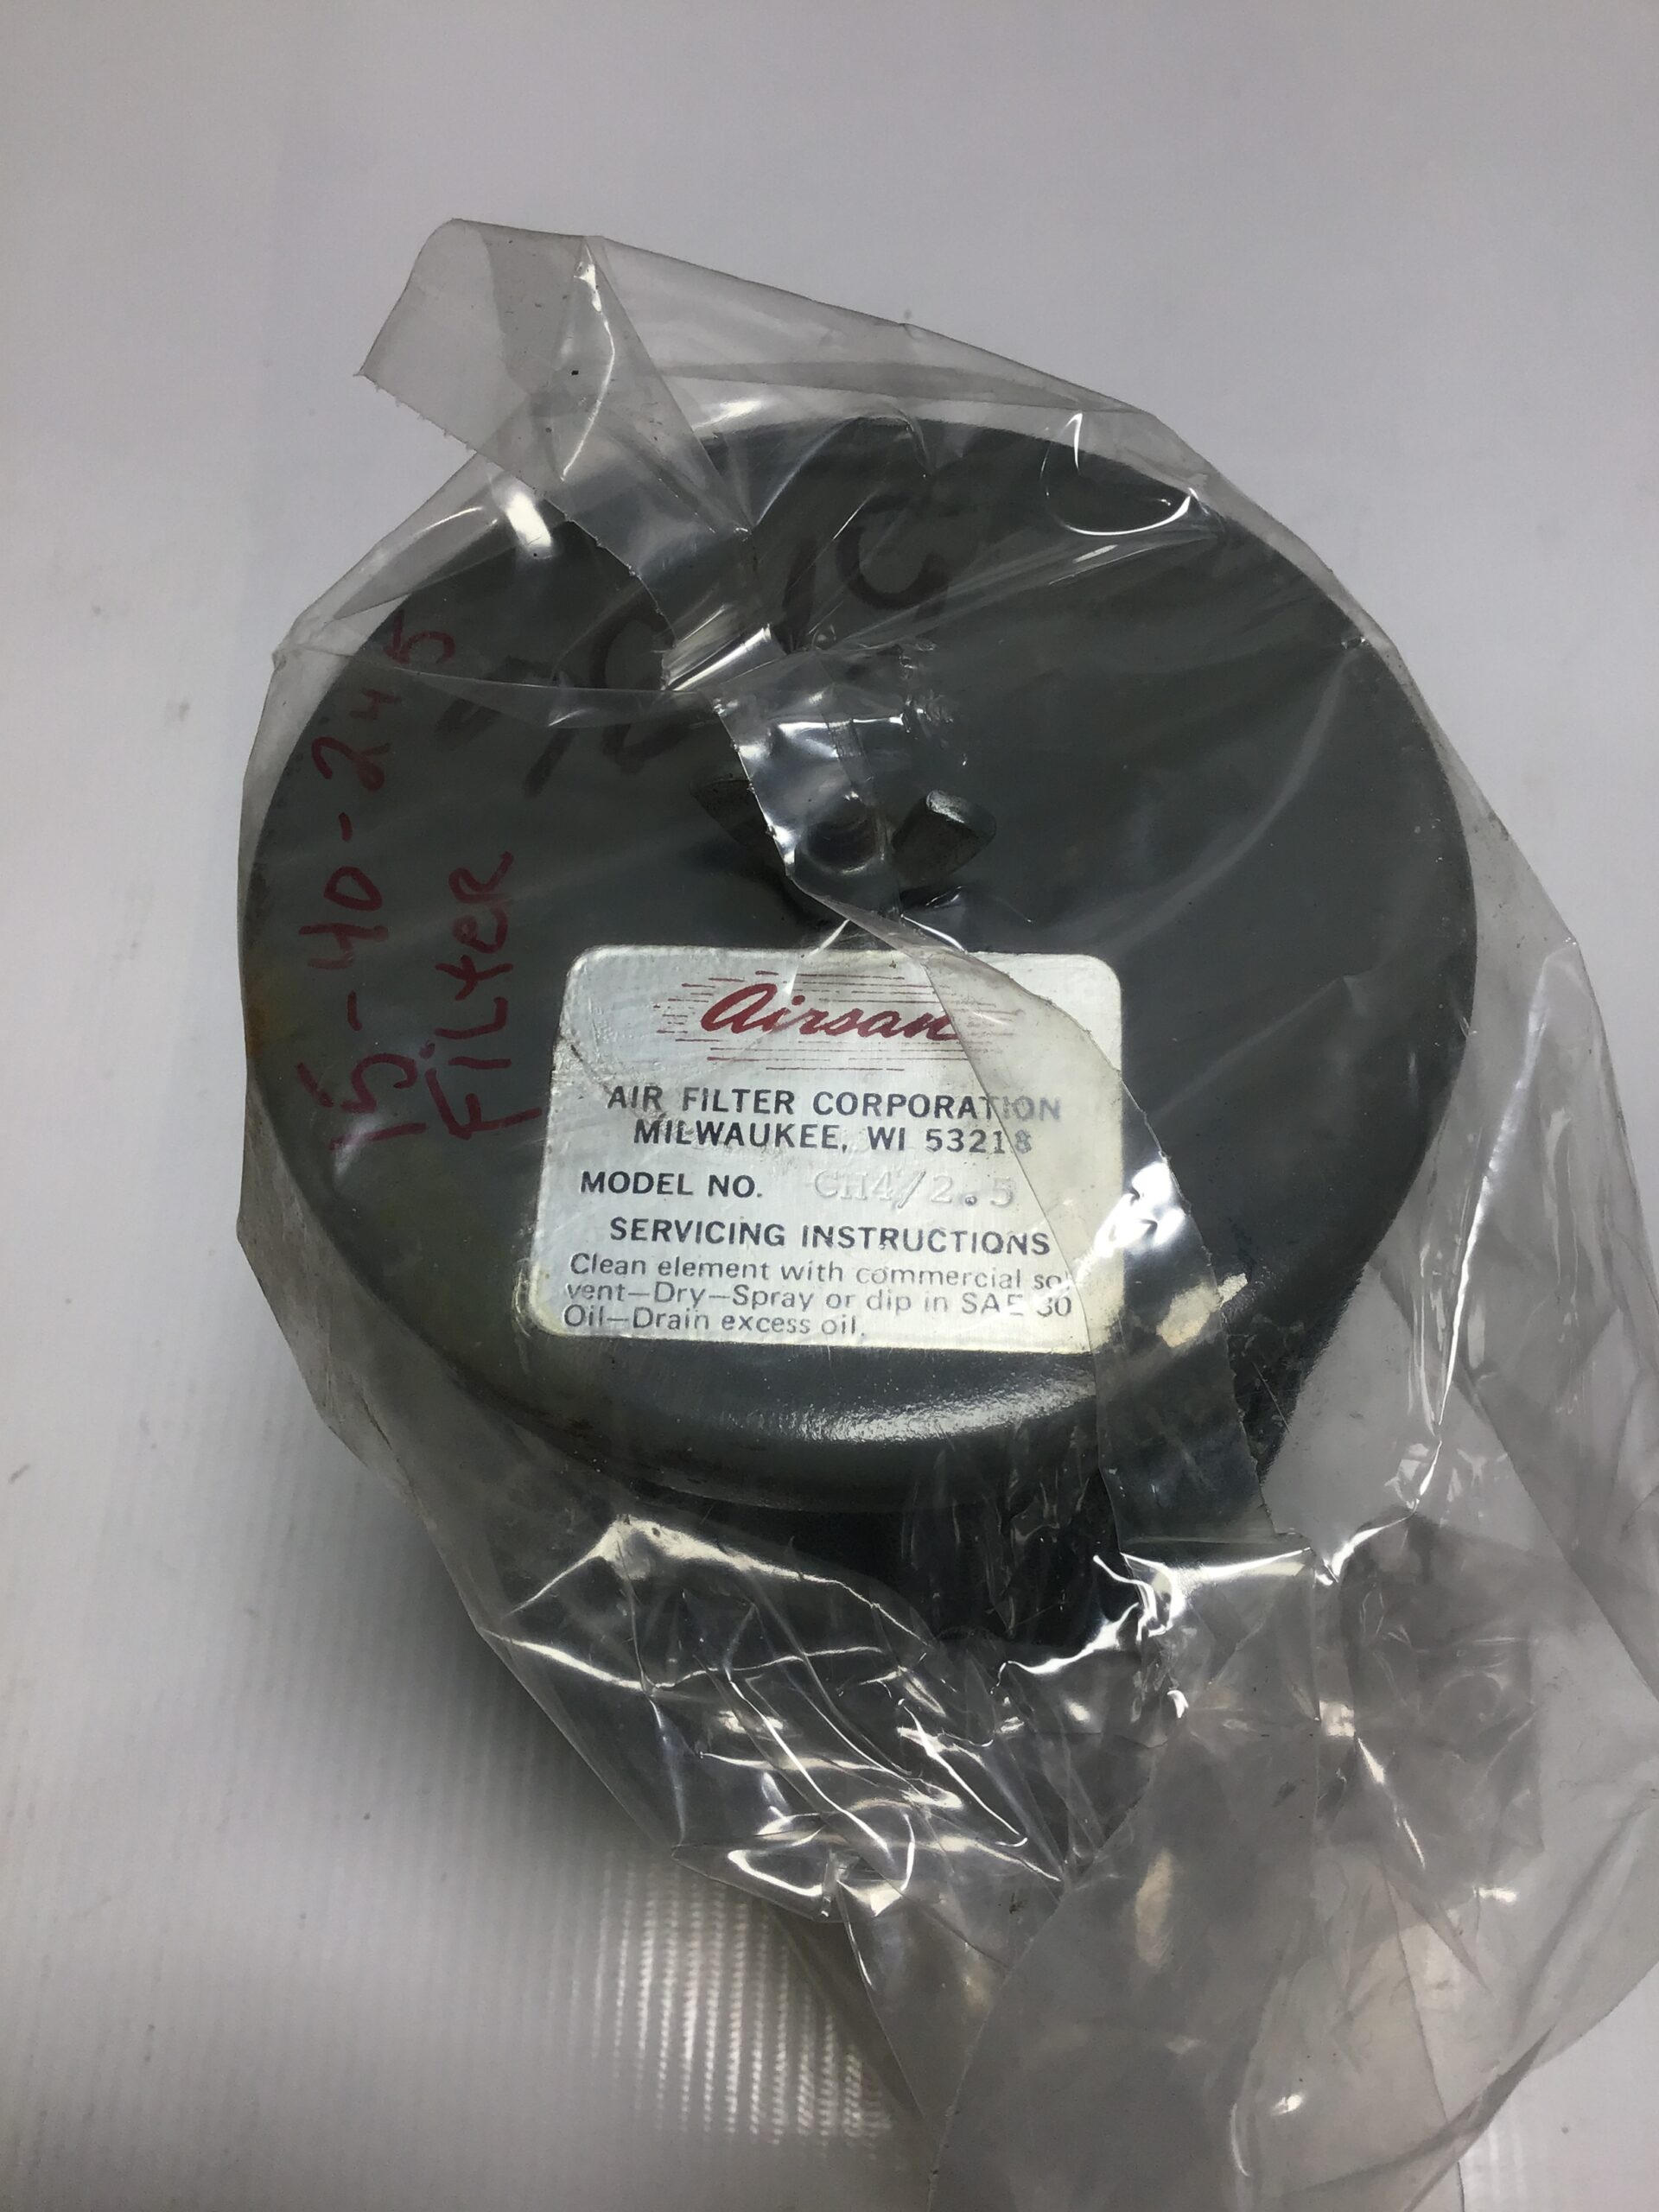 15-40-245
FiLteR
Airsan
AIR FILTER CORPORATION
MILWAUKEE, WI 53218
MODEL NO. CH4/2.5
SERVICING INSTRUCTIONS
Clean element with commercial sol-
vent—Dry—Spray or dip in SAE 30
Oil—Drain excess oil.